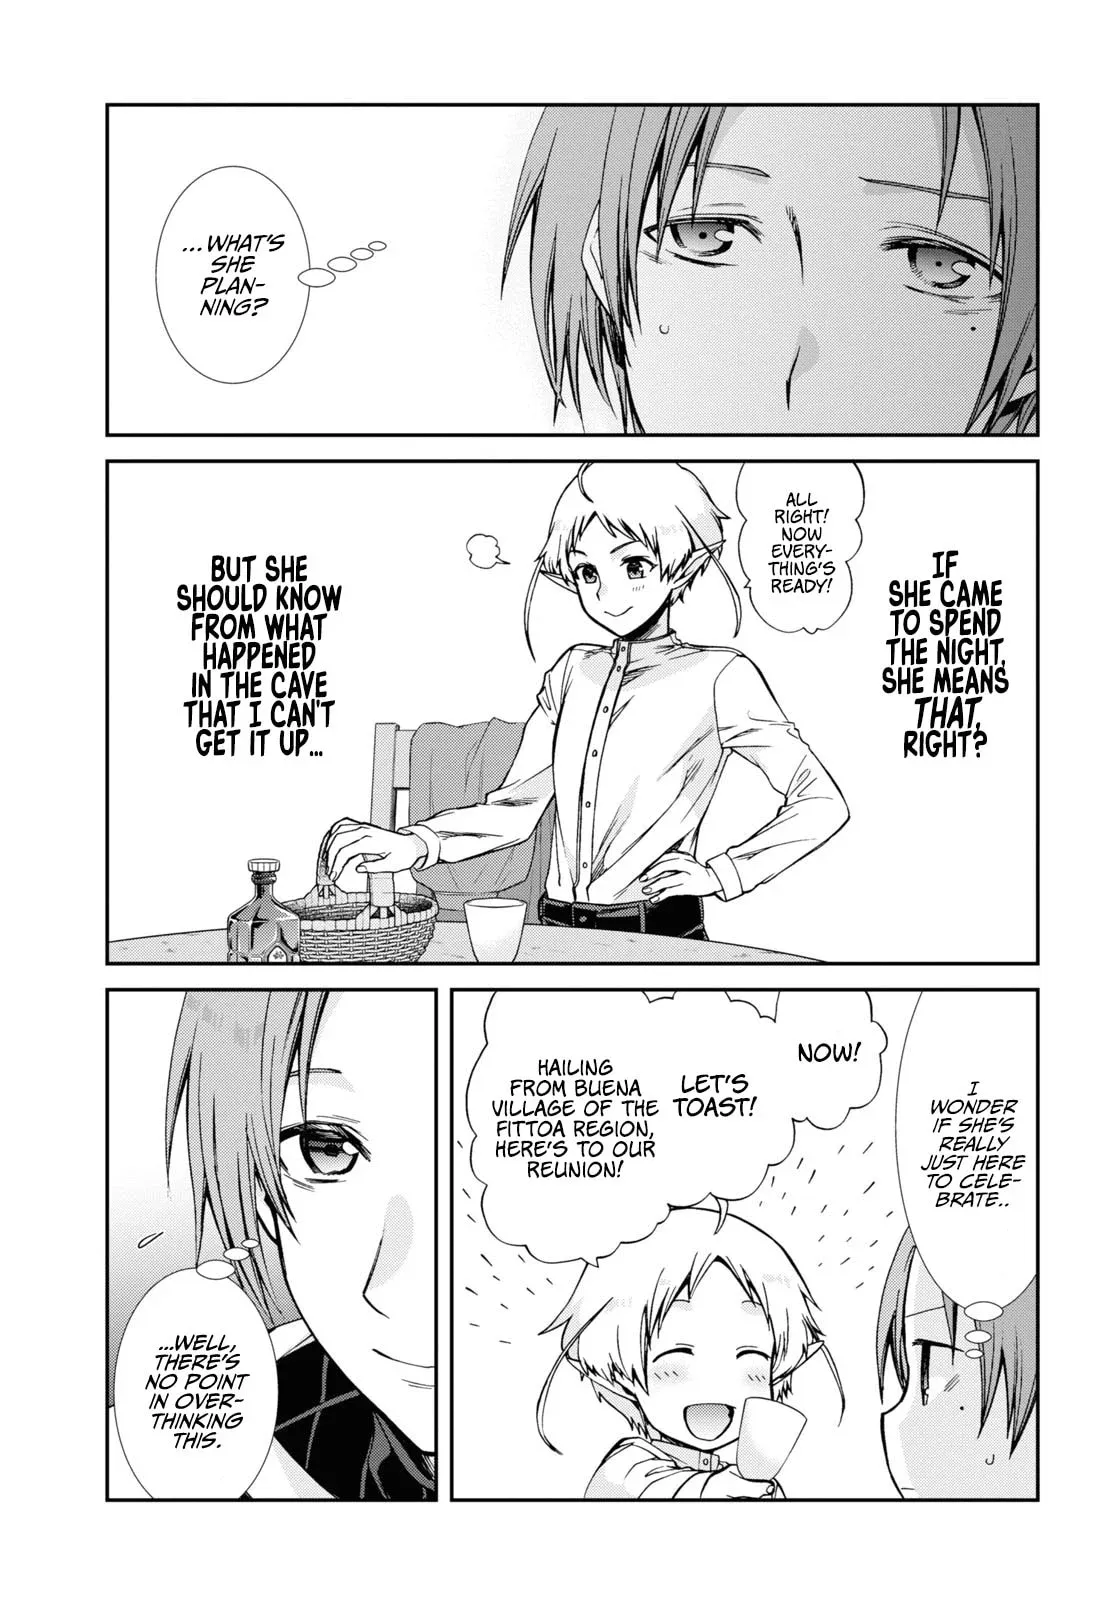 ...WHAT'S
SHE
PLAN-
NING?
ALL
RIGHT!
NOW
EVERY-
THING'S
READY!
IF
SHE CAME
TO SPEND
THE NIGHT,
SHE MEANS
THAT,
RIGHT?
BUT SHE
SHOULD KNOW
FROM WHAT
HAPPENED
IN THE CAVE
THAT I CAN'T
GET IT UP...
I
WONDER
IF SHE'S
REALLY
JUST HERE
TO CELE-
BRATE..
NOW!
LET'S
TOAST!
HAILING
FROM BUENA
VILLAGE OF THE
FITTOA REGION,
HERE'S TO OUR
REUNION!
...WELL,
THERE'S
NO POINT
IN OVER-
THINKING
THIS.